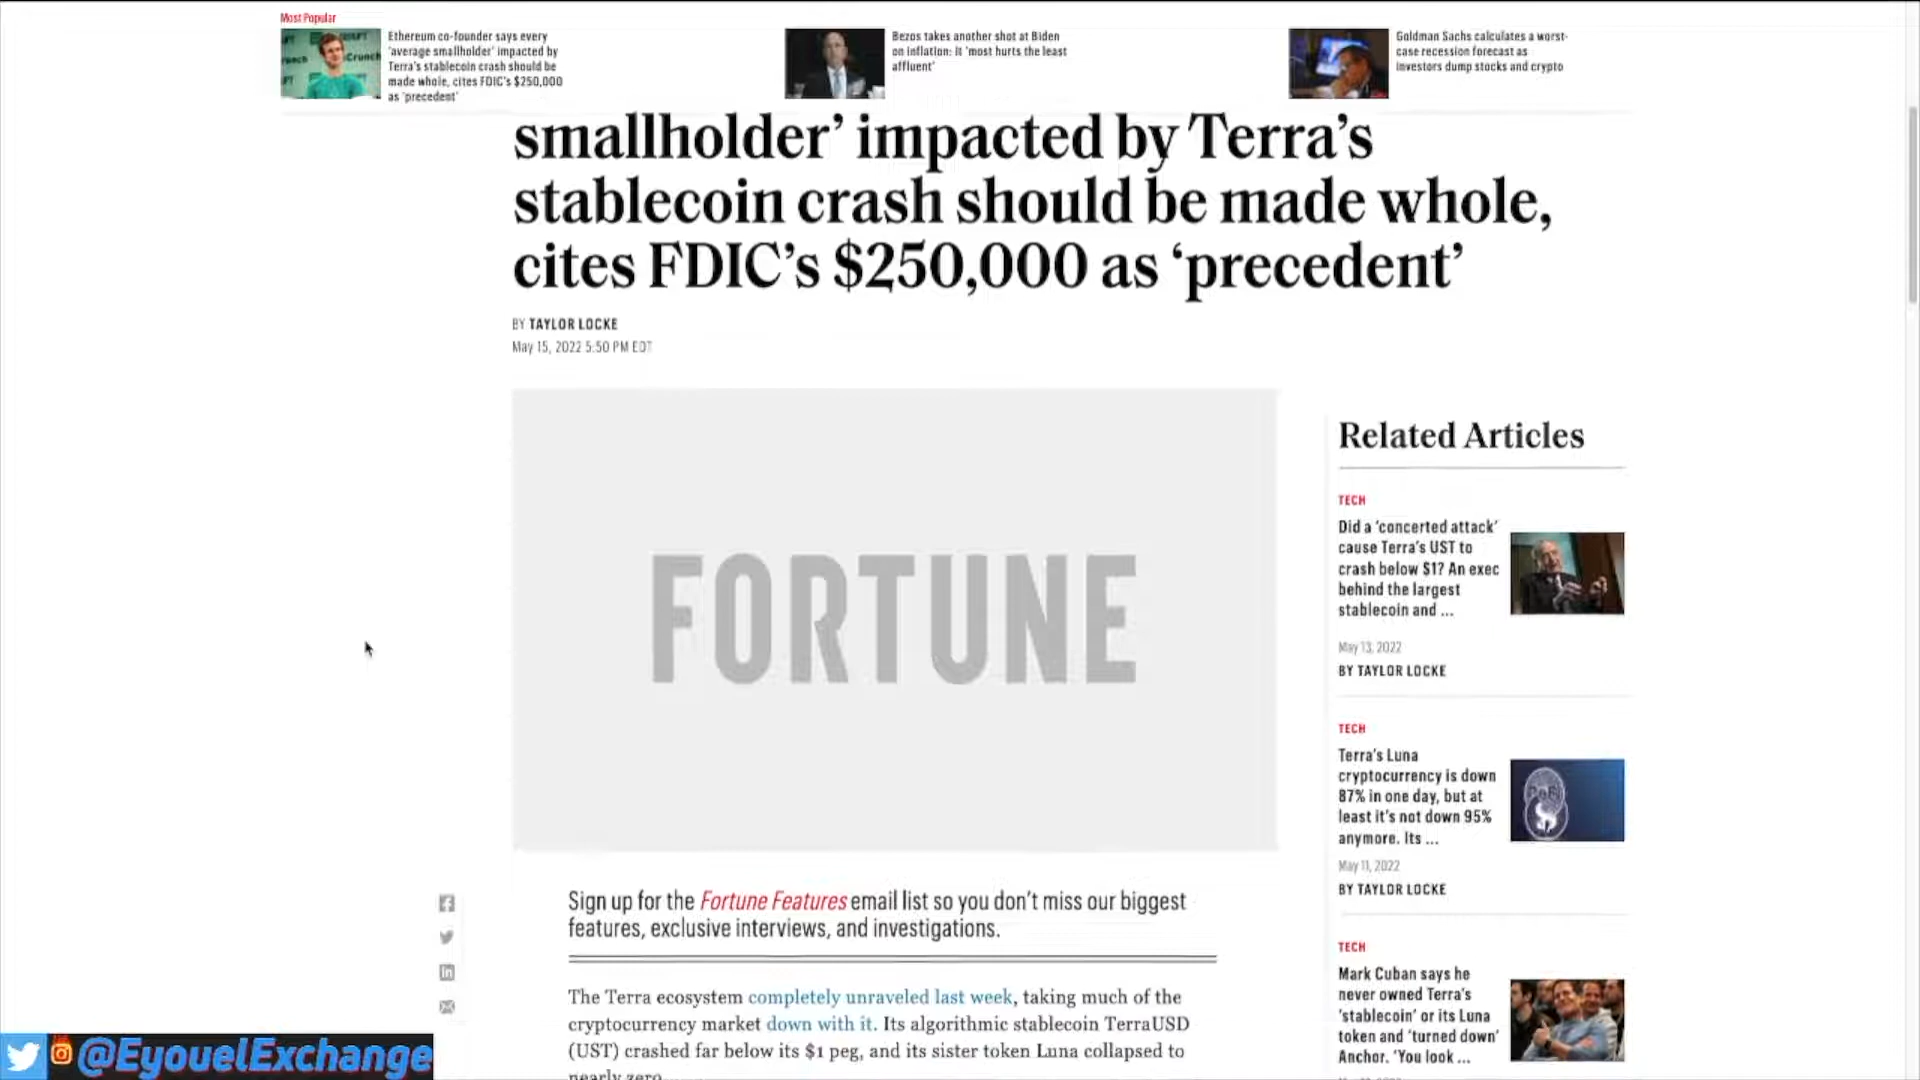 Most Popular
Ethereum co-founder says every
'average smallholder' impacted by
Terra's stablecoin crash should be
made whole, cites FDIC's $250,000
as 'precedent'
Bezos takes another shot at Biden
on inflation: It 'most hurts the least
affluent'
Goldman Sachs calculates a worst-
case recession forecast as
investors dump stocks and crypto
smallholder’ impacted by Terra’s
stablecoin crash should be made whole,
cites FDIC’s $250,000 as ‘precedent’
BY TAYLOR LOCKE
May 15, 2022 5:50 PM EDT
FORTUNE
Related Articles
TECH
Did a ‘concerted attack’
cause Terra’s UST to
crash below $1? An exec
behind the largest
stablecoin and ...
May 13, 2022
BY TAYLOR LOCKE
TECH
Terra’s Luna
cryptocurrency is down
87% in one day, but at
least it’s not down 95%
anymore. Its ...
May 11, 2022
BY TAYLOR LOCKE
TECH
Mark Cuban says he
never owned Terra’s
‘stablecoin’ or its Luna
token and ‘turned down’
Anchor. ‘You look ...
Sign up for the Fortune Features email list so you don’t miss our biggest
features, exclusive interviews, and investigations.
The Terra ecosystem completely unraveled last week, taking much of the
cryptocurrency market down with it. Its algorithmic stablecoin TerraUSD
(UST) crashed far below its $1 peg, and its sister token Luna collapsed to
nearly zero.
@EyouelExchange